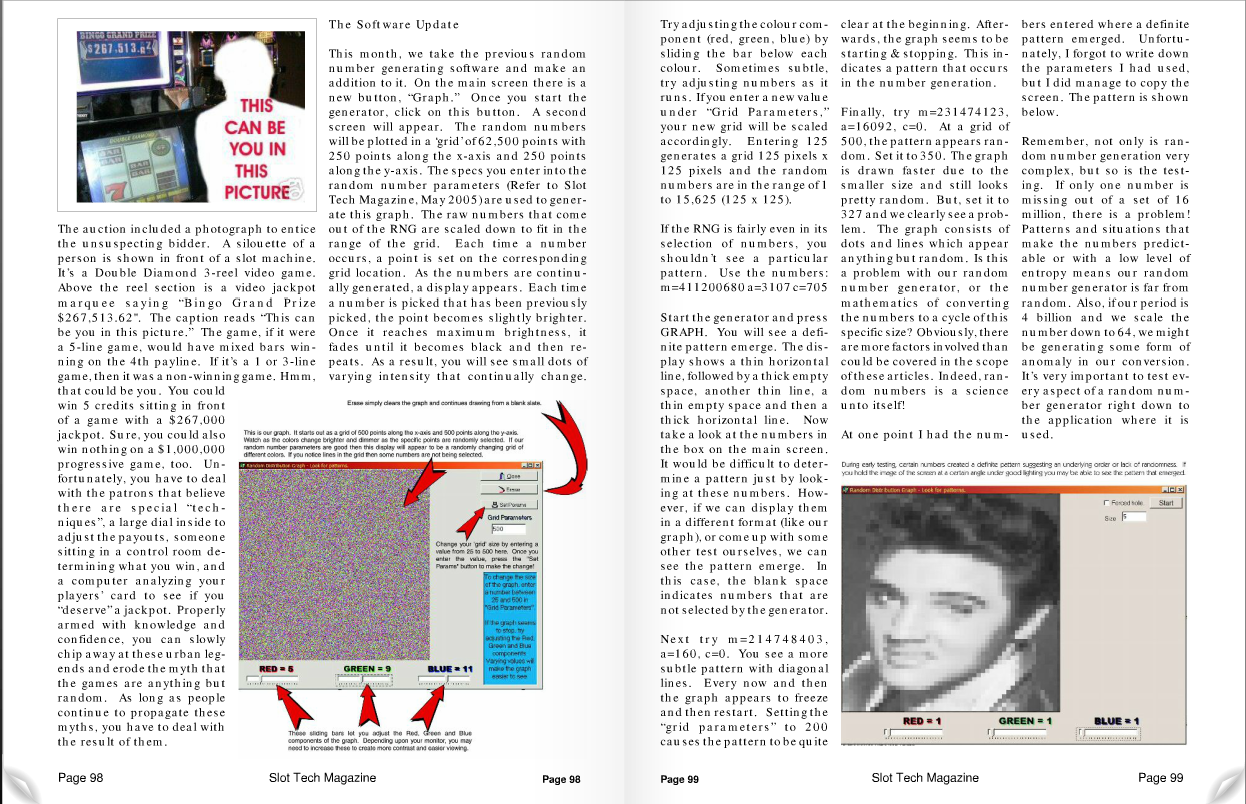 BINGO GRAND PRIZE
$267,513.62
THIS
CAN BE
YOU IN
THIS
PICTURE
The auction included a photograph to entice
the unsuspecting bidder. A silouette of a
person is shown in front of a slot machine.
It's a Double Diamond 3-reel video game.
Above the reel section is a video jackpot
marquee saying "Bingo Grand Prize
$267,513.62". The caption reads "This can
be you in this picture." The game, if it were
a 5-line game, would have mixed bars win-
ning on the 4th payline. If it's a 1 or 3-line
game, then it was a non-winning game. Hmm,
that could be you. You could
win 5 credits sitting in front
of a game with a $267,000
jackpot. Sure, you could also
win nothing on a $1,000,000
progressive game, too. Un-
fortunately, you have to deal
with the patrons that believe
there are special "tech-
niques", a large dial inside to
adjust the payouts, someone
sitting in a control room de-
termining what you win, and
a computer analyzing your
players' card to see if you
"deserve" a jackpot. Properly
armed with knowledge and
confidence, you can slowly
chip away at these urban leg-
ends and erode the myth that
the games are anything but
random. As long as people
continue to propagate these
myths, you have to deal with
the result of them.
The Software Update
This month, we take the previous random
number generating software and make an
addition to it. On the main screen there is a
new button, "Graph." Once you start the
generator, click on this button. A second
screen will appear. The random numbers
will be plotted in a 'grid' of 62,500 points with
250 points along the x-axis and 250 points
along the y-axis. The specs you enter into the
random number parameters (Refer to Slot
Tech Magazine, May 2005) are used to gener-
ate this graph. The raw numbers that come
out of the RNG are scaled down to fit in the
range of the grid. Each time a number
occurs, a point is set on the corresponding
grid location. As the numbers are continu-
ally generated, a display appears. Each time
a number is picked that has been previously
picked, the point becomes slightly brighter.
Once it reaches maximum brightness, it
fades until it becomes black and then re-
peats. As a result, you will see small dots of
varying intensity that continually change.
Erase simply clears the graph and continues drawing from a blank slate.
This is our graph. It starts out as a grid of 500 points along the x-axis and 500 points along the y-axis.
Watch as the colors change brighter and dimmer as the specific points are randomly selected. If our
random number parameters are good then this display will appear to be a randomly changing grid of
different colors. If you notice lines in the grid then some numbers are not being selected.
Random Distribution Graph - Look for patterns.
Close
Erase
Set Params
Grid Parameters
500
Change your 'grid' size by entering a
value from 25 to 500 here. Once you
enter the value, press the "Set
Params" button to make the change!
To change the size
of the graph, enter
a number between
25 and 500 in
"Grid Parameters".
If the graph seems
to stop, try
adjusting the Red,
Green and Blue
components
Varying values will
make the graph
easier to see.
RED = 5 GREEN = 9 BLUE = 11
These sliding bars let you adjust the Red, Green and Blue
components of the graph. Depending upon your monitor, you may
need to increase these to create more contrast and easier viewing.
Page 98 Slot Tech Magazine Page 98
Try adjusting the colour com-
ponent (red, green, blue) by
sliding the bar below each
colour. Sometimes subtle,
try adjusting numbers as it
runs. If you enter a new value
under "Grid Parameters,"
your new grid will be scaled
accordingly. Entering 125
generates a grid 125 pixels x
125 pixels and the random
numbers are in the range of 1
to 15,625 (125 x 125).
If the RNG is fairly even in its
selection of numbers, you
shouldn't see a particular
pattern. Use the numbers:
m=411200680 a=3107 c=705
Start the generator and press
GRAPH. You will see a defi-
nite pattern emerge. The dis-
play shows a thin horizontal
line, followed by a thick empty
space, another thin line, a
thin empty space and then a
thick horizontal line. Now
take a look at the numbers in
the box on the main screen.
It would be difficult to deter-
mine a pattern just by look-
ing at these numbers. How-
ever, if we can display them
in a different format (like our
graph), or come up with some
other test ourselves, we can
see the pattern emerge. In
this case, the blank space
indicates numbers that are
not selected by the generator.
Next try m=214748403,
a=160, c=0. You see a more
subtle pattern with diagonal
lines. Every now and then
the graph appears to freeze
and then restart. Setting the
"grid parameters" to 200
causes the pattern to be quite
clear at the beginning. After-
wards, the graph seems to be
starting & stopping. This in-
dicates a pattern that occurs
in the number generation.
Finally, try m=231474123,
a=16092, c=0. At a grid of
500, the pattern appears ran-
dom. Set it to 350. The graph
is drawn faster due to the
smaller size and still looks
pretty random. But, set it to
327 and we clearly see a prob-
lem. The graph consists of
dots and lines which appear
anything but random. Is this
a problem with our random
number generator, or the
mathematics of converting
the numbers to a cycle of this
specific size? Obviously, there
are more factors involved than
could be covered in the scope
of these articles. Indeed, ran-
dom numbers is a science
unto itself!
At one point I had the num-
bers entered where a definite
pattern emerged. Unfortu-
nately, I forgot to write down
the parameters I had used,
but I did manage to copy the
screen. The pattern is shown
below.
Remember, not only is ran-
dom number generation very
complex, but so is the test-
ing. If only one number is
missing out of a set of 16
million, there is a problem!
Patterns and situations that
make the numbers predict-
able or with a low level of
entropy means our random
number generator is far from
random. Also, if our period is
4 billion and we scale the
number down to 64, we might
be generating some form of
anomaly in our conversion.
It's very important to test ev-
ery aspect of a random num-
ber generator right down to
the application where it is
used.
During early testing, certain numbers created a definite pattern suggesting an underlying order or lack of randomness. If
you hold the image of the screen at a certain angle under good lighting you may be able to see the pattern that emerged.
Random Distribution Graph - Look for patterns.
Forced hole Start
Size 5
RED = 1 GREEN = 1 BLUE = 1
Page 99 Slot Tech Magazine Page 99